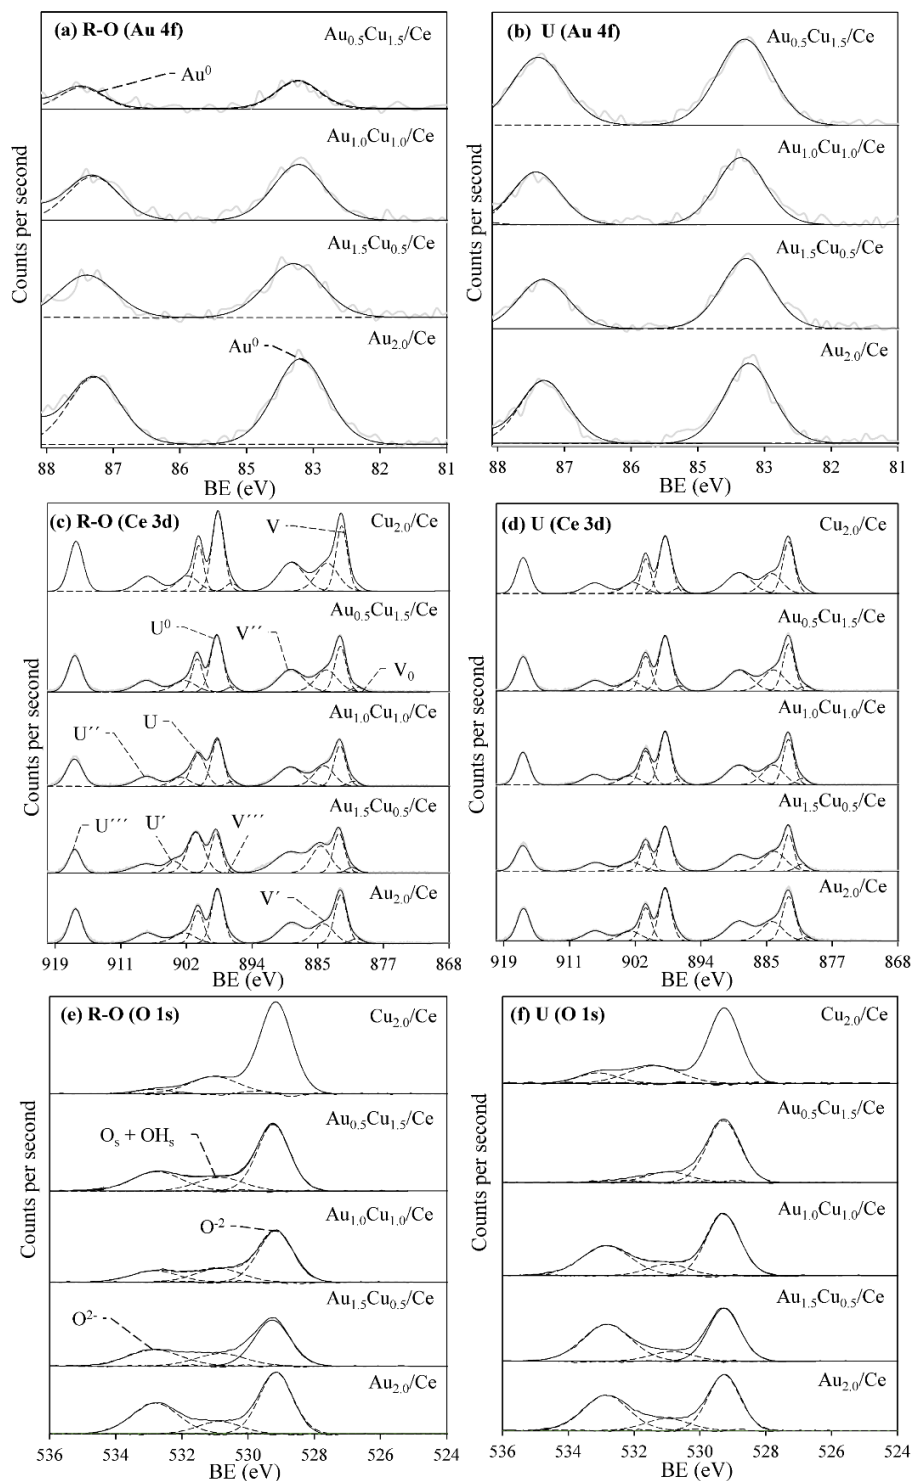 (a) R-O (Au 4f)
Au0.5Cu1.5/Ce
Au⁰
Au1.0Cu1.0/Ce
Au1.5Cu0.5/Ce
Au2.0/Ce
Au⁰
Counts per second
88 87 86 85 84 83 82 81
BE (eV)
(b) U (Au 4f)
Au0.5Cu1.5/Ce
Au1.0Cu1.0/Ce
Au1.5Cu0.5/Ce
Au2.0/Ce
Counts per second
88 87 86 85 84 83 82 81
BE (eV)
(c) R-O (Ce 3d)
V
Cu2.0/Ce
Au0.5Cu1.5/Ce
U⁰
V´´
V₀
Au1.0Cu1.0/Ce
U´´
U
Au1.5Cu0.5/Ce
U´´´
U´
V´´´
V´
Au2.0/Ce
Counts per second
919 911 902 894 885 877 868
BE (eV)
(d) U (Ce 3d)
Cu2.0/Ce
Au0.5Cu1.5/Ce
Au1.0Cu1.0/Ce
Au1.5Cu0.5/Ce
Au2.0/Ce
Counts per second
919 911 902 894 885 877 868
BE (eV)
(e) R-O (O 1s)
Cu2.0/Ce
Au0.5Cu1.5/Ce
Os + OHs
Au1.0Cu1.0/Ce
O⁻²
Au1.5Cu0.5/Ce
O²⁻
Au2.0/Ce
Counts per second
536 534 532 530 528 526 524
BE (eV)
(f) U (O 1s)
Cu2.0/Ce
Au0.5Cu1.5/Ce
Au1.0Cu1.0/Ce
Au1.5Cu0.5/Ce
Au2.0/Ce
Counts per second
536 534 532 530 528 526 524
BE (eV)